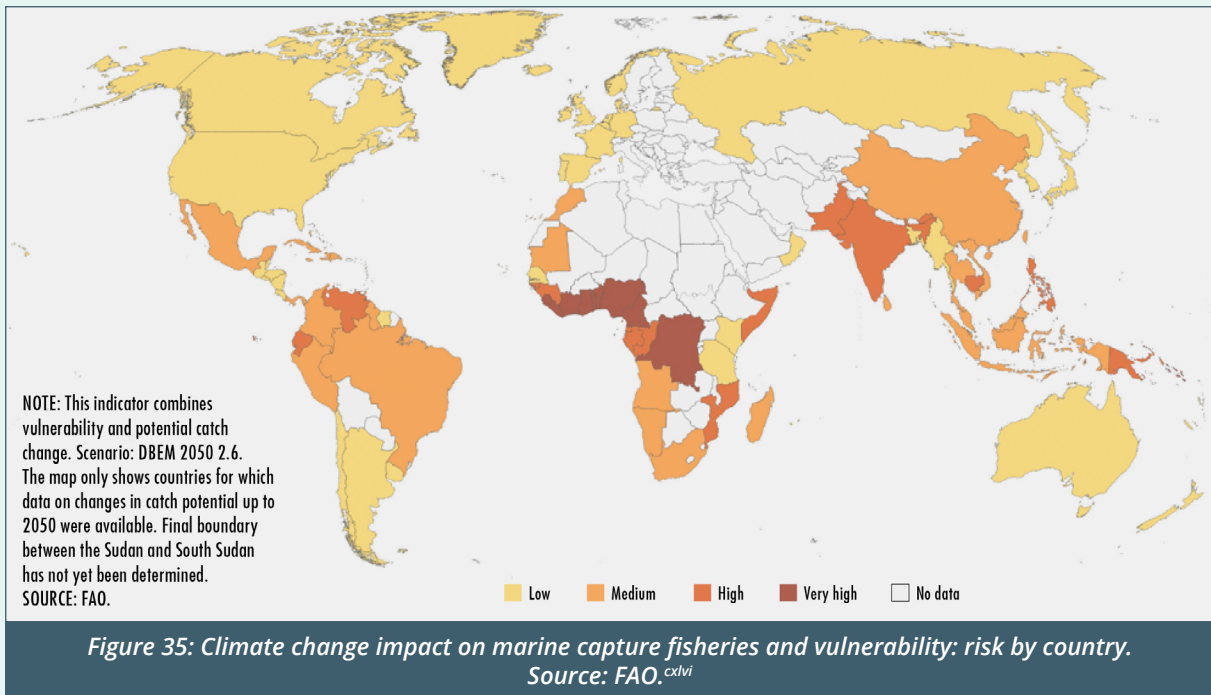 NOTE: This indicator combines
vulnerability and potential catch
change. Scenario: DBEM 2050 2.6.
The map only shows countries for which
data on changes in catch potential up to
2050 were available. Final boundary
between the Sudan and South Sudan
has not yet been determined.
SOURCE: FAO.
Low Medium High Very high No data
Figure 35: Climate change impact on marine capture fisheries and vulnerability: risk by country.
Source: FAO.cxlvi